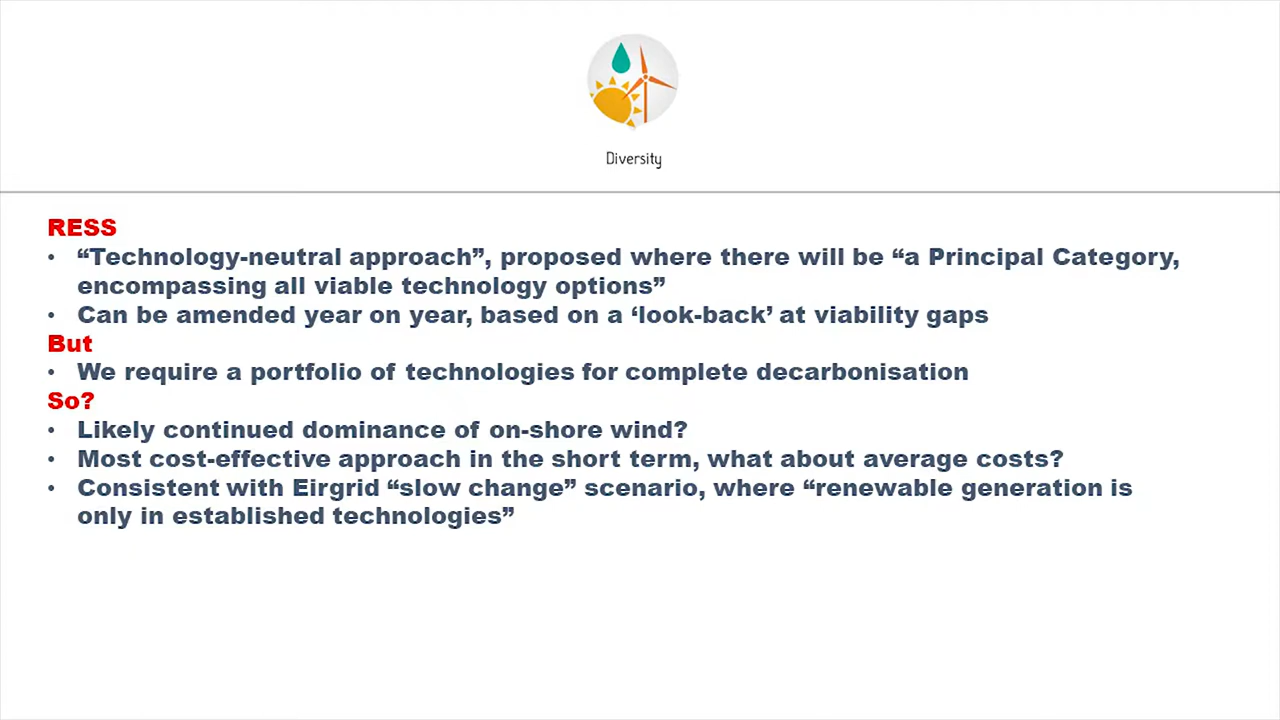 Diversity
RESS
• “Technology-neutral approach”, proposed where there will be “a Principal Category,
encompassing all viable technology options”
• Can be amended year on year, based on a ‘look-back’ at viability gaps
But
• We require a portfolio of technologies for complete decarbonisation
So?
• Likely continued dominance of on-shore wind?
• Most cost-effective approach in the short term, what about average costs?
• Consistent with Eirgrid “slow change” scenario, where “renewable generation is
only in established technologies”